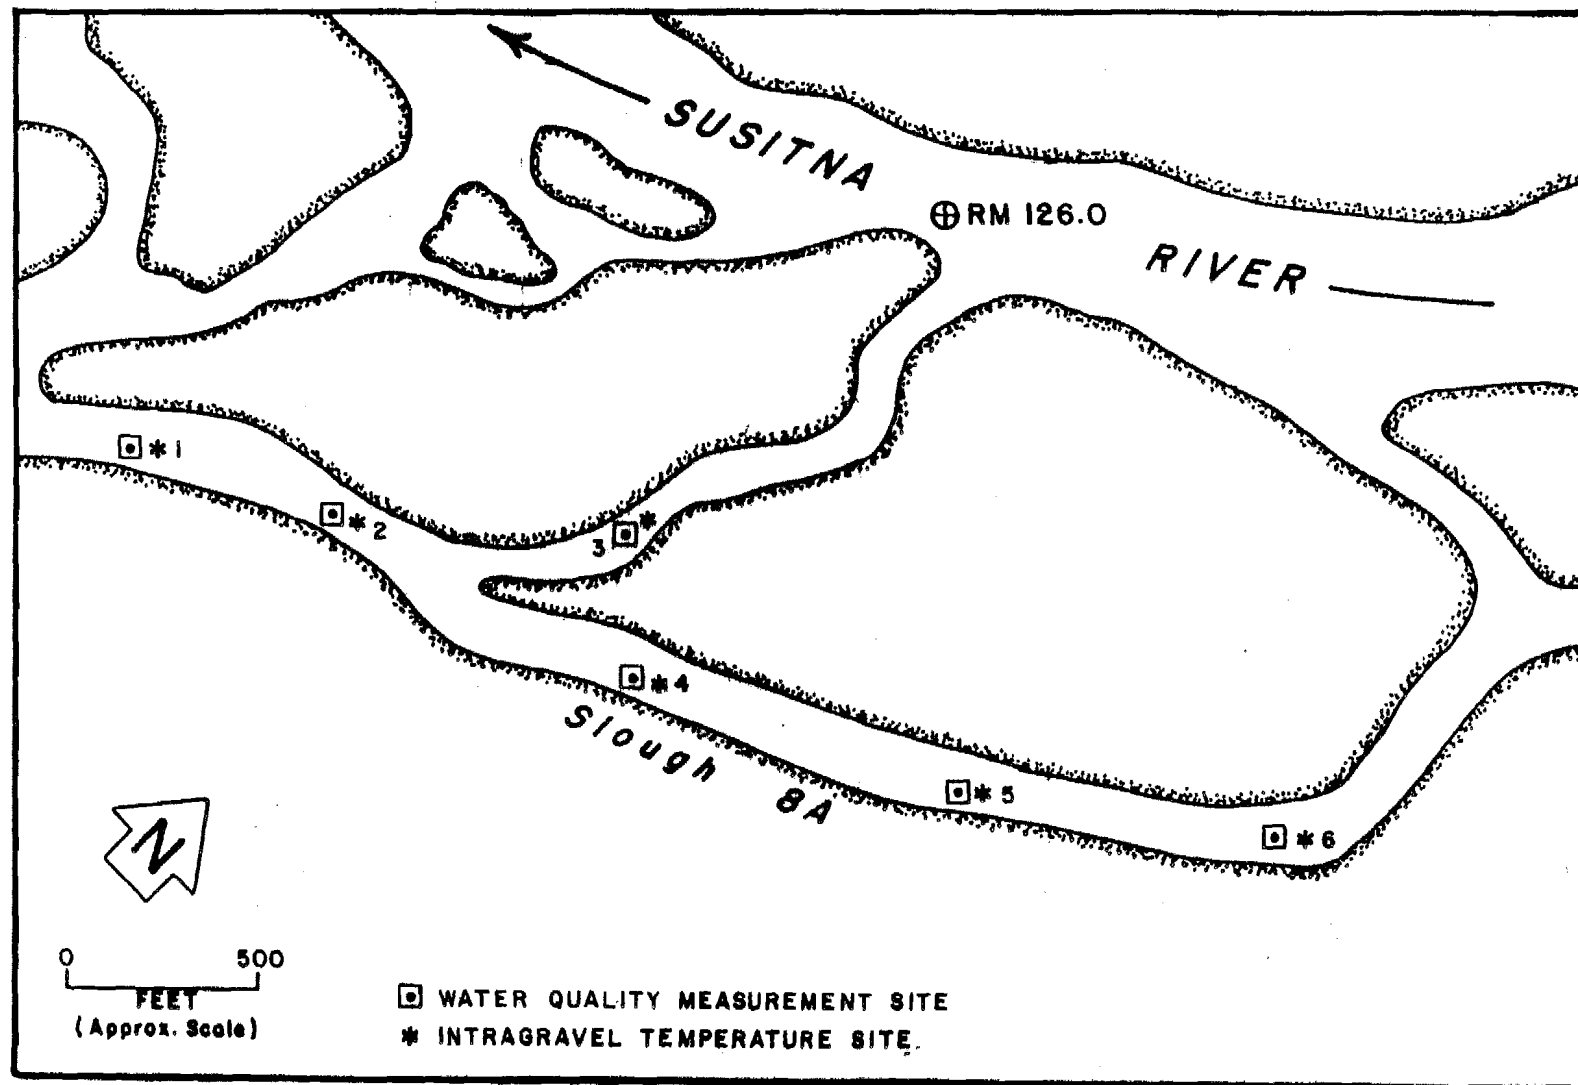 SUSITNA
RM 126.0
RIVER
1
2
3
4
Slough 8A
5
6
N
0 500
FEET
(Approx. Scale)
WATER QUALITY MEASUREMENT SITE
* INTRAGRAVEL TEMPERATURE SITE.